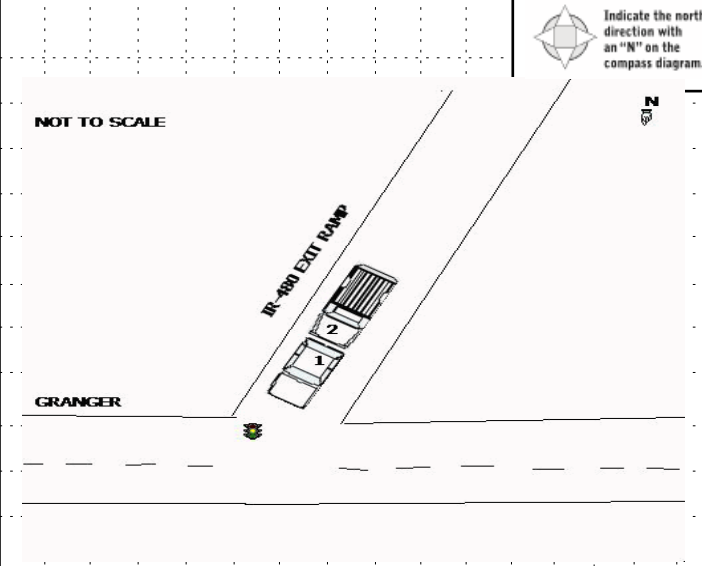 Indicate the north
direction with
an "N" on the
compass diagram.
N
NOT TO SCALE
IR-480 EXIT RAMP
2
1
GRANGER